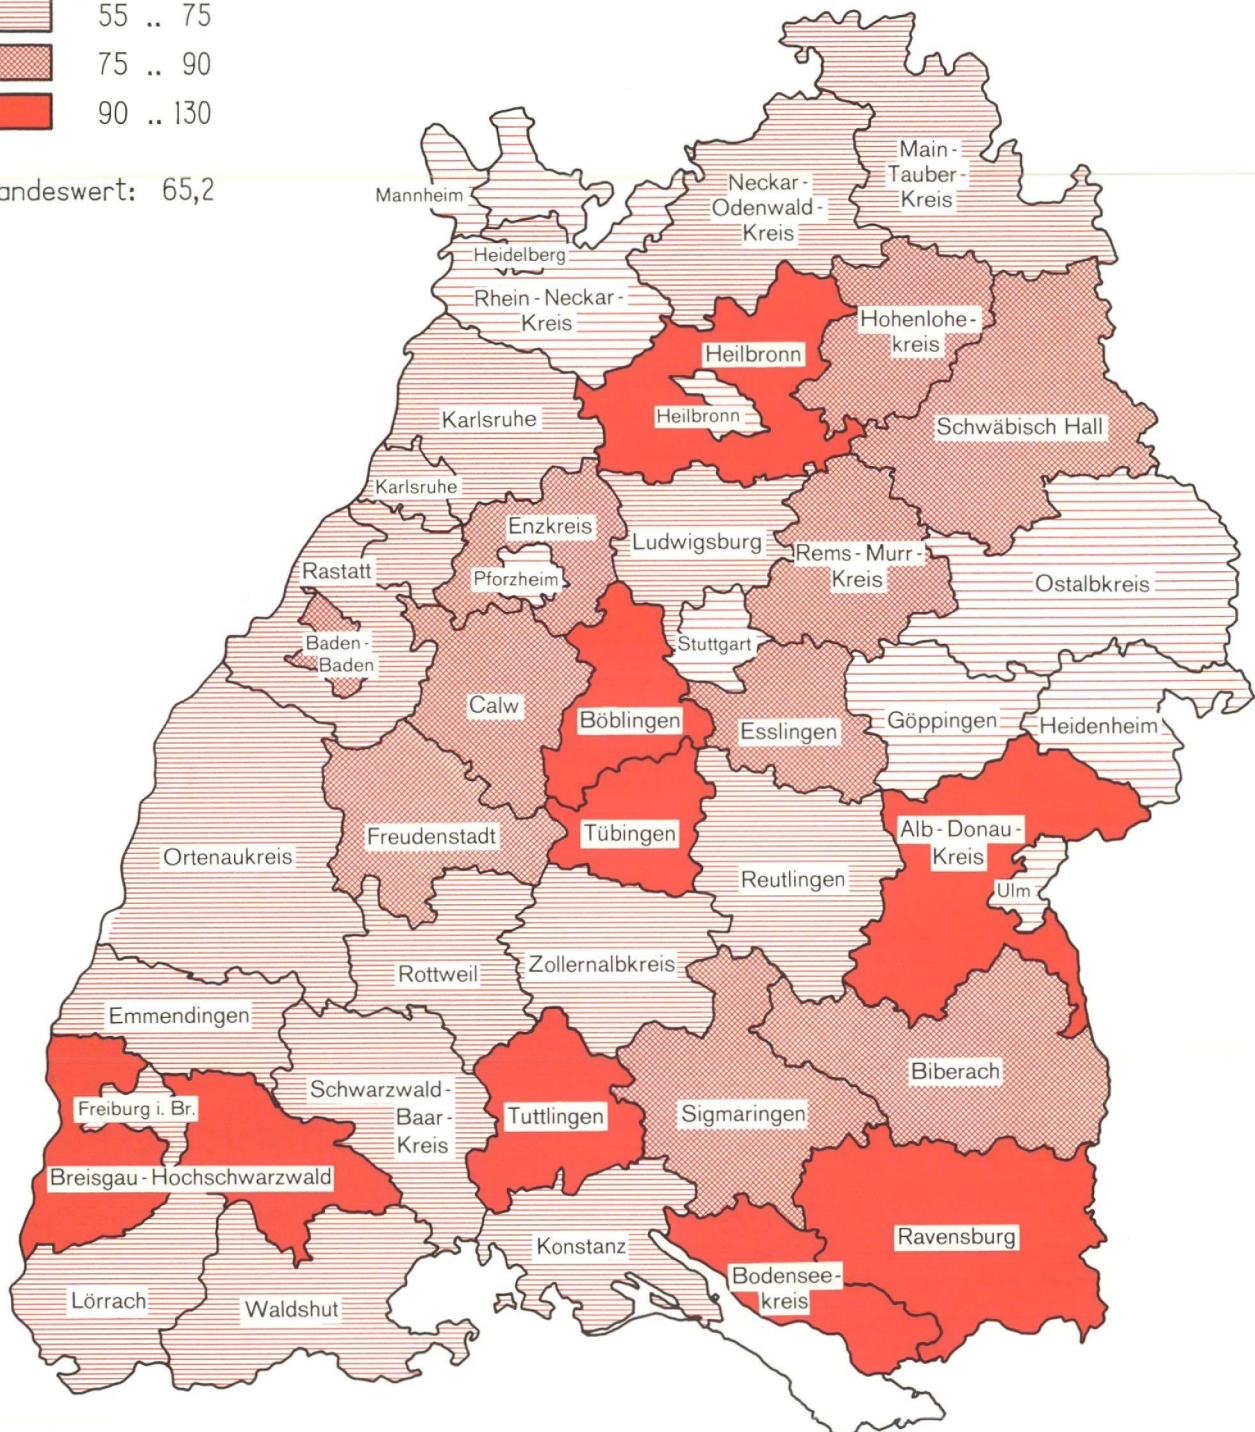 55 .. 75
75 .. 90
90 .. 130
andeswert: 65,2
Main-
Tauber-
Kreis
Neckar-
Odenwald-
Kreis
Mannheim
Heidelberg
Rhein-Neckar-
Kreis
Hohenlohe-
kreis
Heilbronn
Heilbronn
Karlsruhe
Schwäbisch Hall
Karlsruhe
Enzkreis
Ludwigsburg
Rems-Murr-
Kreis
Pforzheim
Rastatt
Ostalbkreis
Baden-
Baden
Stuttgart
Calw
Böblingen
Esslingen
Göppingen
Heidenheim
Freudenstadt
Tübingen
Alb-Donau-
Kreis
Ortenaukreis
Reutlingen
Ulm
Rottweil
Zollernalbkreis
Emmendingen
Schwarzwald-
Baar-
Kreis
Biberach
Freiburg i. Br.
Tuttlingen
Sigmaringen
Breisgau-Hochschwarzwald
Ravensburg
Konstanz
Bodensee-
kreis
Lörrach
Waldshut